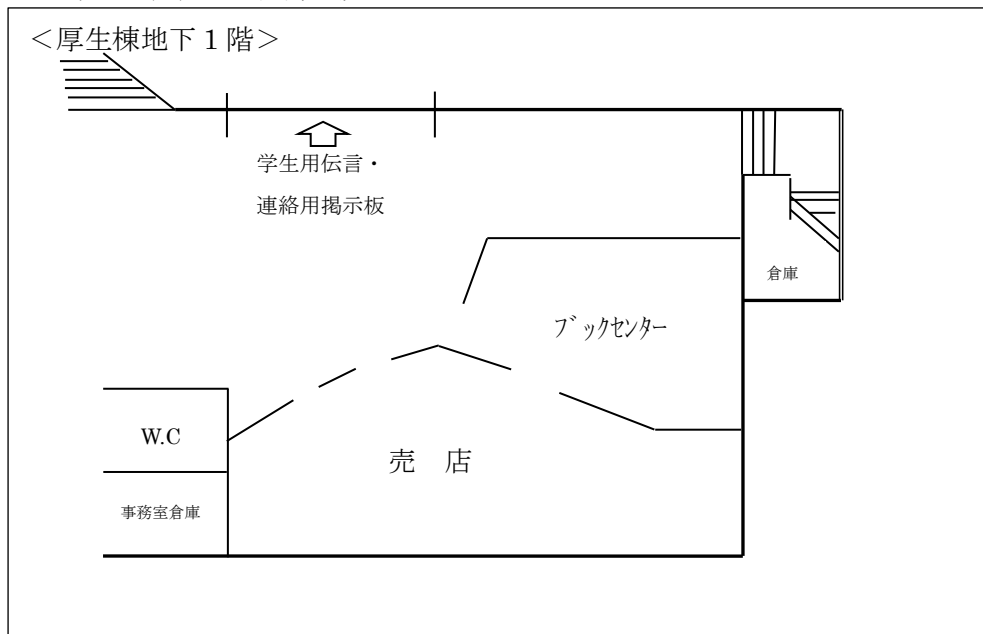 ＜厚生棟地下１階＞
学生用伝言・
連絡用掲示板
倉庫
ﾌﾞｯｸｾﾝﾀｰ
W.C
売　店
事務室倉庫